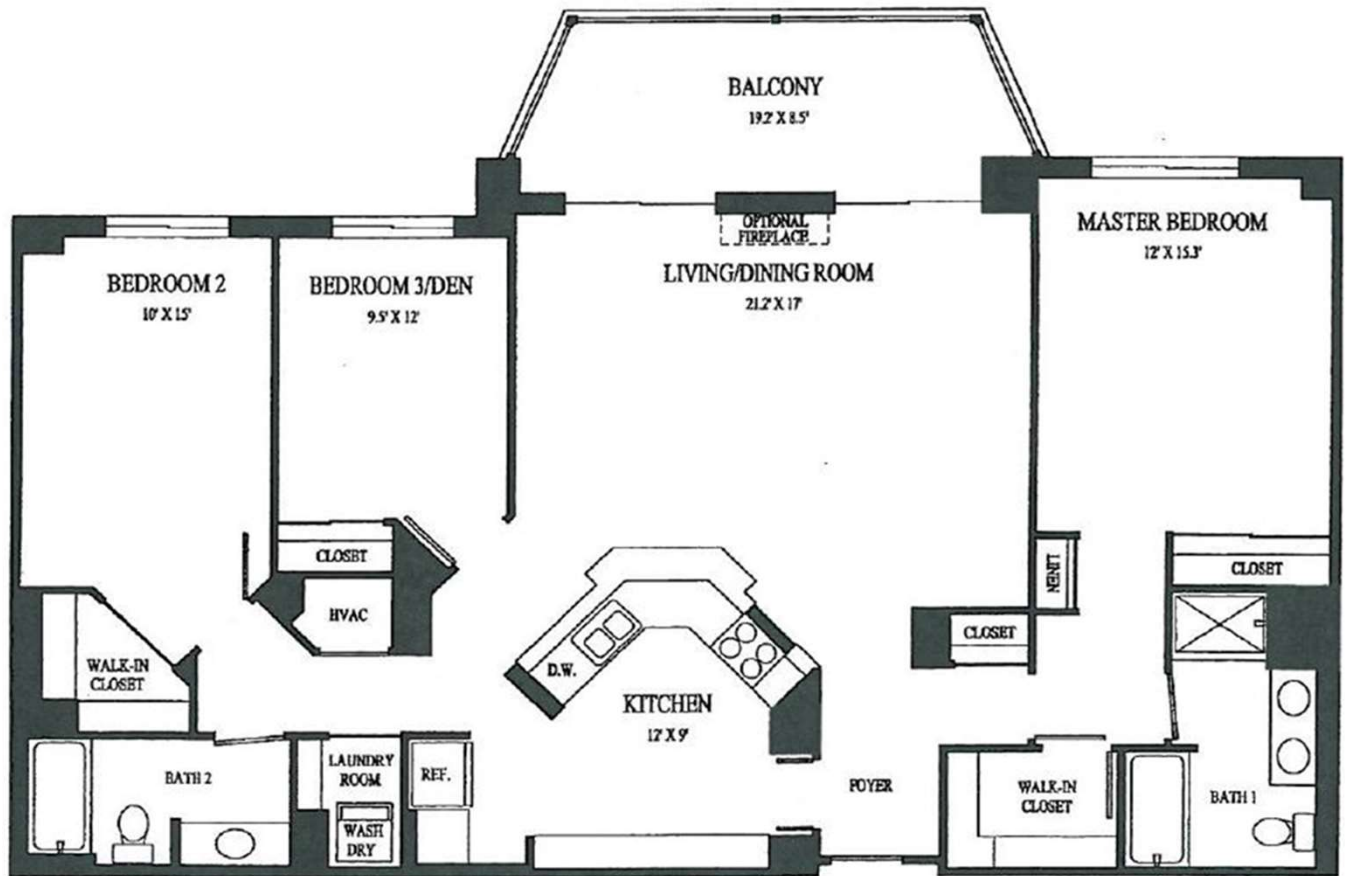 BALCONY
19.2' X 8.5'
OPTIONAL
FIREPLACE
MASTER BEDROOM
12' X 15.3'
LIVING/DINING ROOM
21.2' X 17'
BEDROOM 2
10' X 15'
BEDROOM 3/DEN
9.5' X 12'
CLOSET
LINEN
CLOSET
HVAC
CLOSET
WALK-IN
CLOSET
D.W.
KITCHEN
12' X 9'
BATH 2
LAUNDRY
ROOM
WASH
DRY
REF.
FOYER
WALK-IN
CLOSET
BATH 1